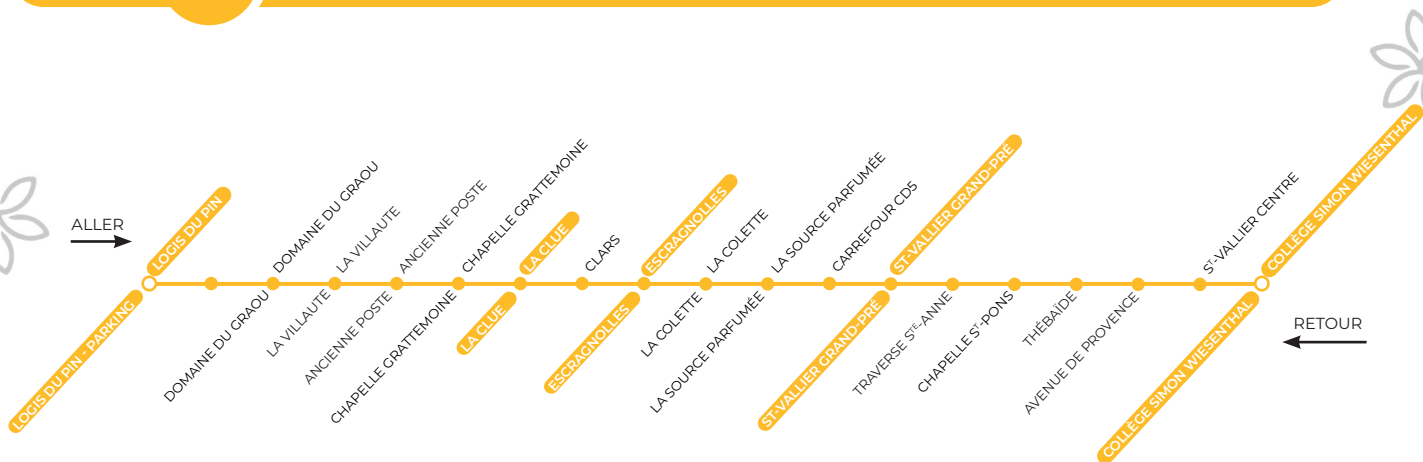 ALLER
LOGIS DU PIN
DOMAINE DU GRAOU
LA VILLAUTE
ANCIENNE POSTE
CHAPELLE GRATTEMOINE
LA CLUE
CLARS
ESCRAGNOLLES
LA COLETTE
LA SOURCE PARFUMÉE
CARREFOUR CD5
ST-VALLIER GRAND-PRÉ
ST-VALLIER CENTRE
COLLÈGE SIMON WIESENTHAL
LOGIS DU PIN - PARKING
DOMAINE DU GRAOU
LA VILLAUTE
ANCIENNE POSTE
CHAPELLE GRATTEMOINE
LA CLUE
ESCRAGNOLLES
LA COLETTE
LA SOURCE PARFUMÉE
ST-VALLIER GRAND-PRÉ
TRAVERSE STE-ANNE
CHAPELLE ST-PONS
THÉBAÏDE
AVENUE DE PROVENCE
COLLÈGE SIMON WIESENTHAL
RETOUR